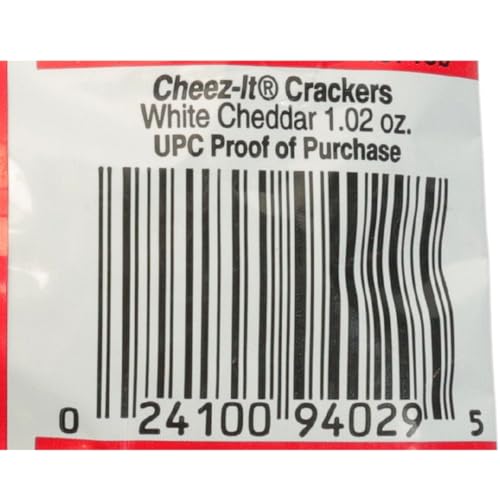 Cheez-It® Crackers
White Cheddar 1.02 oz.
UPC Proof of Purchase
0 24100 94029 5